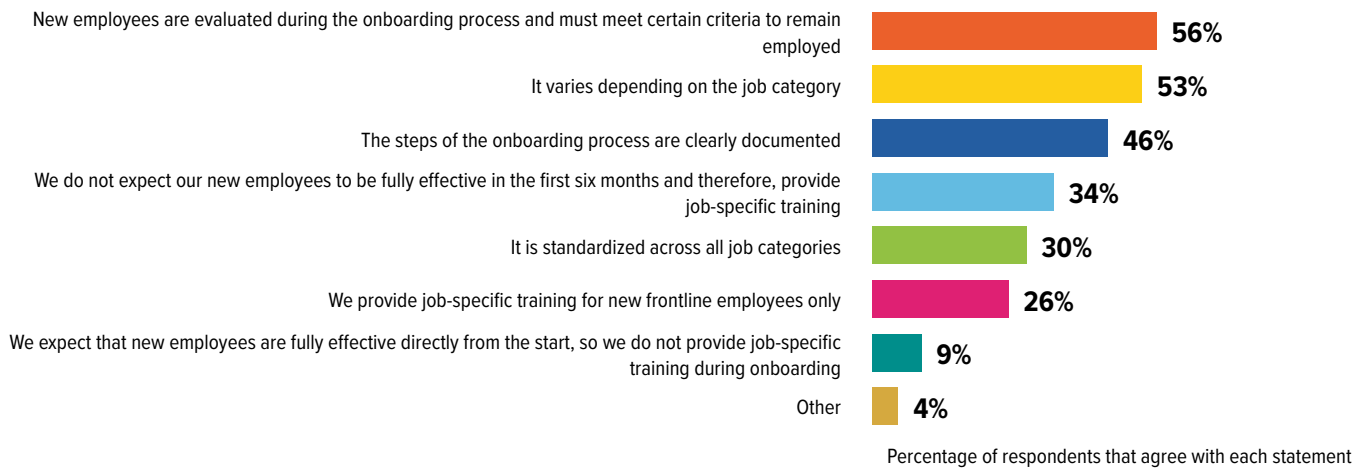 New employees are evaluated during the onboarding process and must meet certain criteria to remain
employed
56%
It varies depending on the job category
53%
The steps of the onboarding process are clearly documented
46%
We do not expect our new employees to be fully effective in the first six months and therefore, provide
job-specific training
34%
It is standardized across all job categories
30%
We provide job-specific training for new frontline employees only
26%
We expect that new employees are fully effective directly from the start, so we do not provide job-specific
training during onboarding
9%
Other
4%
Percentage of respondents that agree with each statement